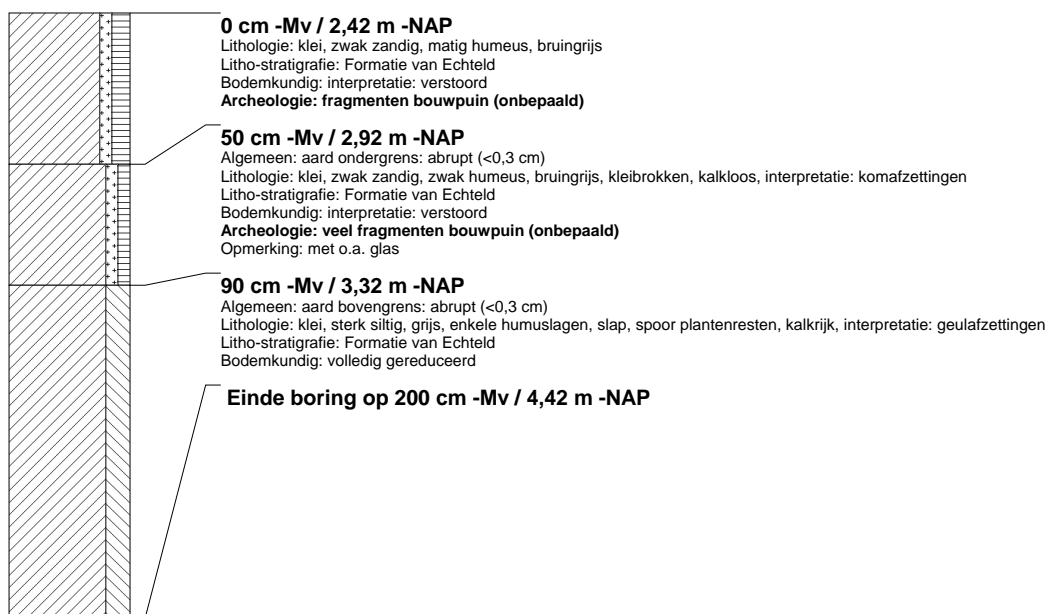 0 cm -Mv / 2,42 m -NAP
Lithologie: klei, zwak zandig, matig humeus, bruingrijs
Litho-stratigrafie: Formatie van Echteld
Bodemkundig: interpretatie: verstoord
Archeologie: fragmenten bouwpuin (onbepaald)
50 cm -Mv / 2,92 m -NAP
Algemeen: aard ondergrens: abrupt (<0,3 cm)
Lithologie: klei, zwak zandig, zwak humeus, bruingrijs, kleibrokken, kalkloos, interpretatie: komafzettingen
Litho-stratigrafie: Formatie van Echteld
Bodemkundig: interpretatie: verstoord
Archeologie: veel fragmenten bouwpuin (onbepaald)
Opmerking: met o.a. glas
90 cm -Mv / 3,32 m -NAP
Algemeen: aard bovengrens: abrupt (<0,3 cm)
Lithologie: klei, sterk siltig, grijs, enkele humuslagen, slap, spoor plantenresten, kalkrijk, interpretatie: geulafzettingen
Litho-stratigrafie: Formatie van Echteld
Bodemkundig: volledig gereduceerd
Einde boring op 200 cm -Mv / 4,42 m -NAP